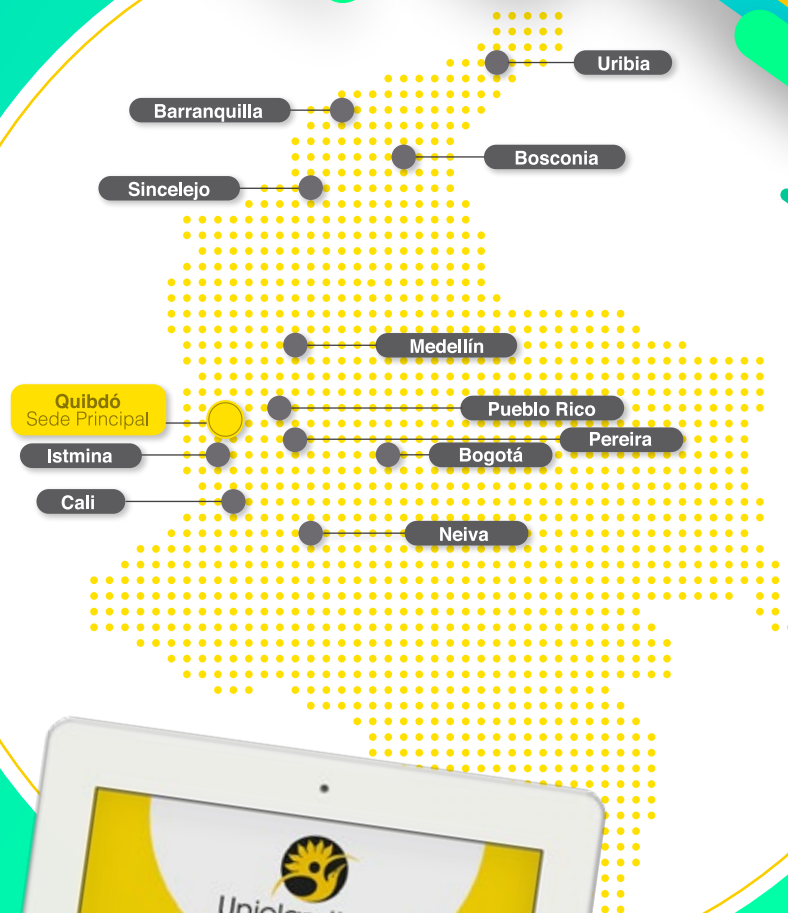 Uribia
Barranquilla
Bosconia
Sincelejo
Medellín
Quibdó
Sede Principal
Pueblo Rico
Pereira
Istmina
Bogotá
Cali
Neiva